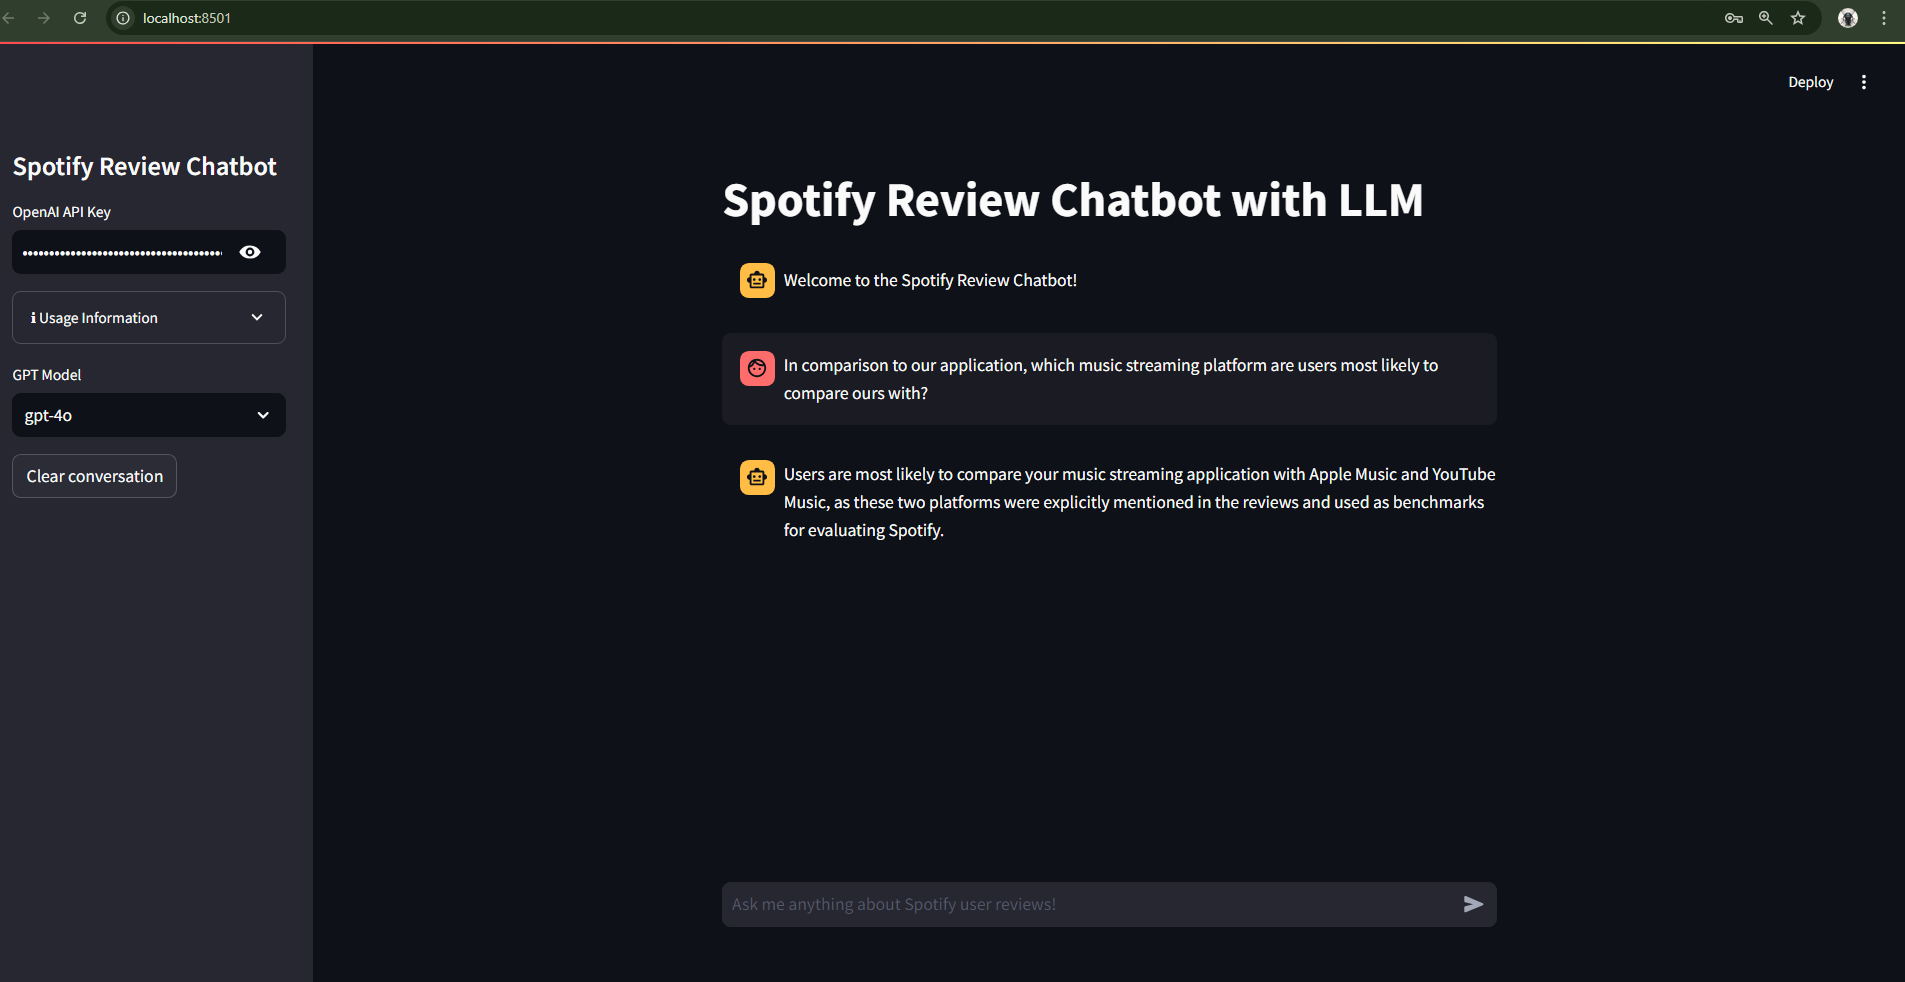 localhost:8501
Deploy
Spotify Review Chatbot
OpenAI API Key
ℹ Usage Information
GPT Model
gpt-4o
Clear conversation
Spotify Review Chatbot with LLM
Welcome to the Spotify Review Chatbot!
In comparison to our application, which music streaming platform are users most likely to
compare ours with?
Users are most likely to compare your music streaming application with Apple Music and YouTube
Music, as these two platforms were explicitly mentioned in the reviews and used as benchmarks
for evaluating Spotify.
Ask me anything about Spotify user reviews!